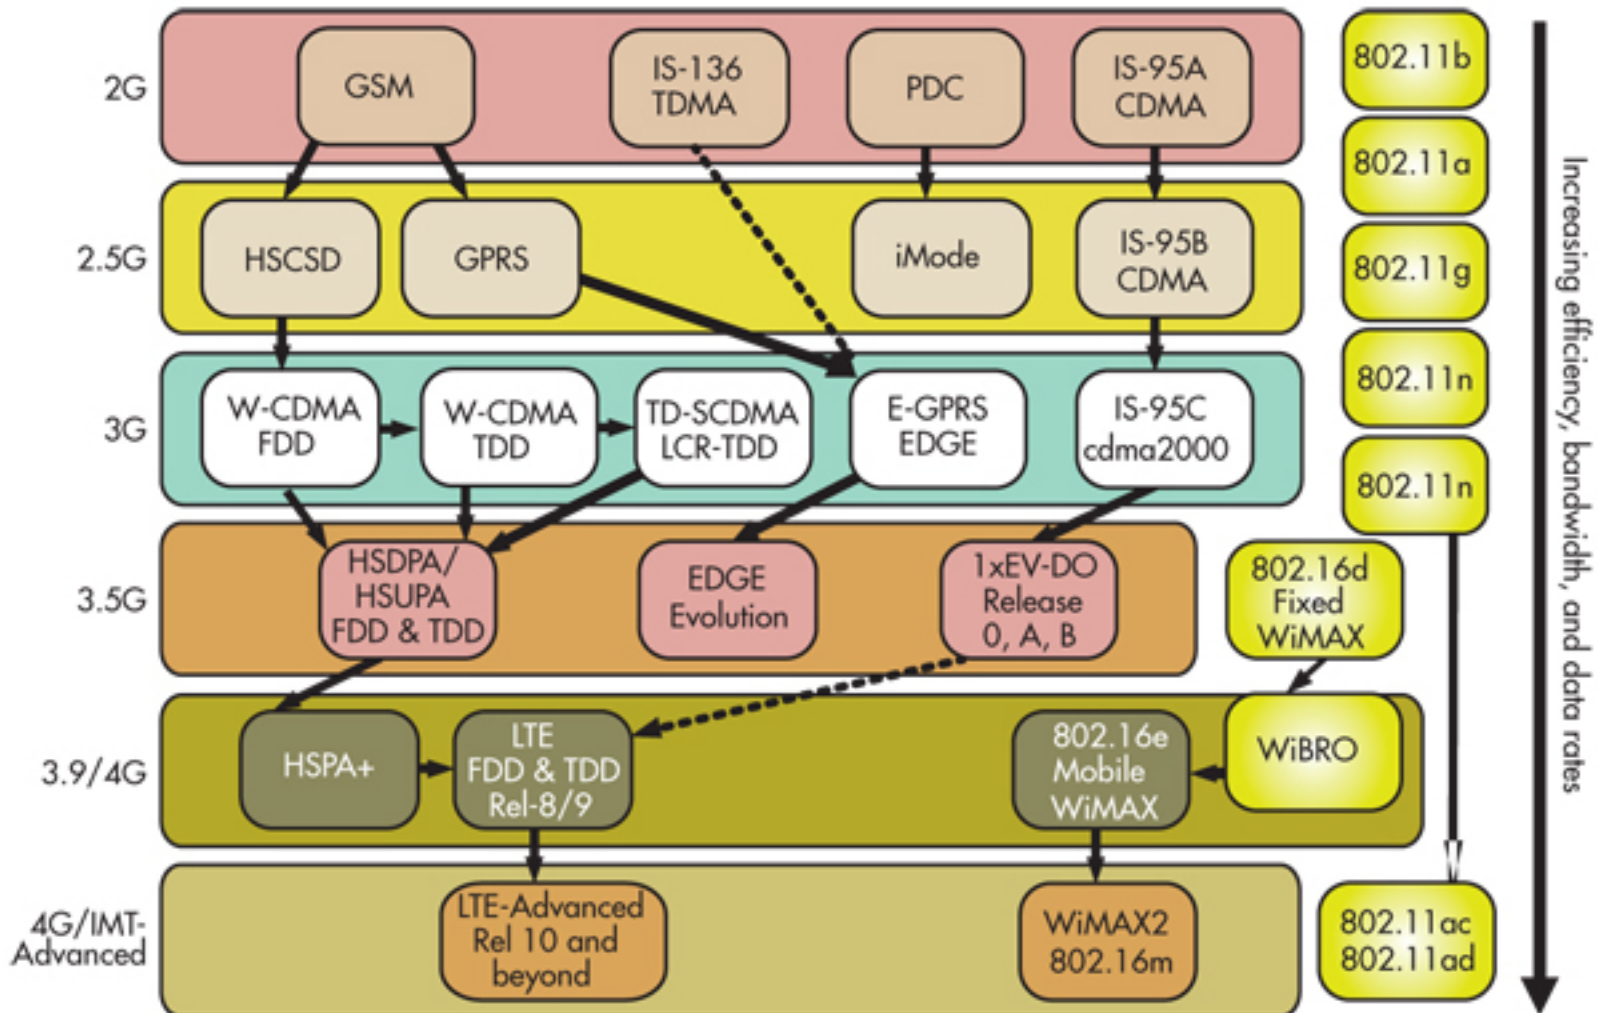 2G
GSM
IS-136
TDMA
PDC
IS-95A
CDMA
802.11b
802.11a
2.5G
HSCSD
GPRS
iMode
IS-95B
CDMA
802.11g
802.11n
3G
W-CDMA
FDD
W-CDMA
TDD
TD-SCDMA
LCR-TDD
E-GPRS
EDGE
IS-95C
cdma2000
802.11n
3.5G
HSDPA/
HSUPA
FDD & TDD
EDGE
Evolution
1xEV-DO
Release
0, A, B
802.16d
Fixed
WiMAX
3.9/4G
HSPA+
LTE
FDD & TDD
Rel-8/9
802.16e
Mobile
WiMAX
WiBRO
4G/IMT-
Advanced
LTE-Advanced
Rel 10 and
beyond
WiMAX2
802.16m
802.11ac
802.11ad
Increasing efficiency, bandwidth, and data rates